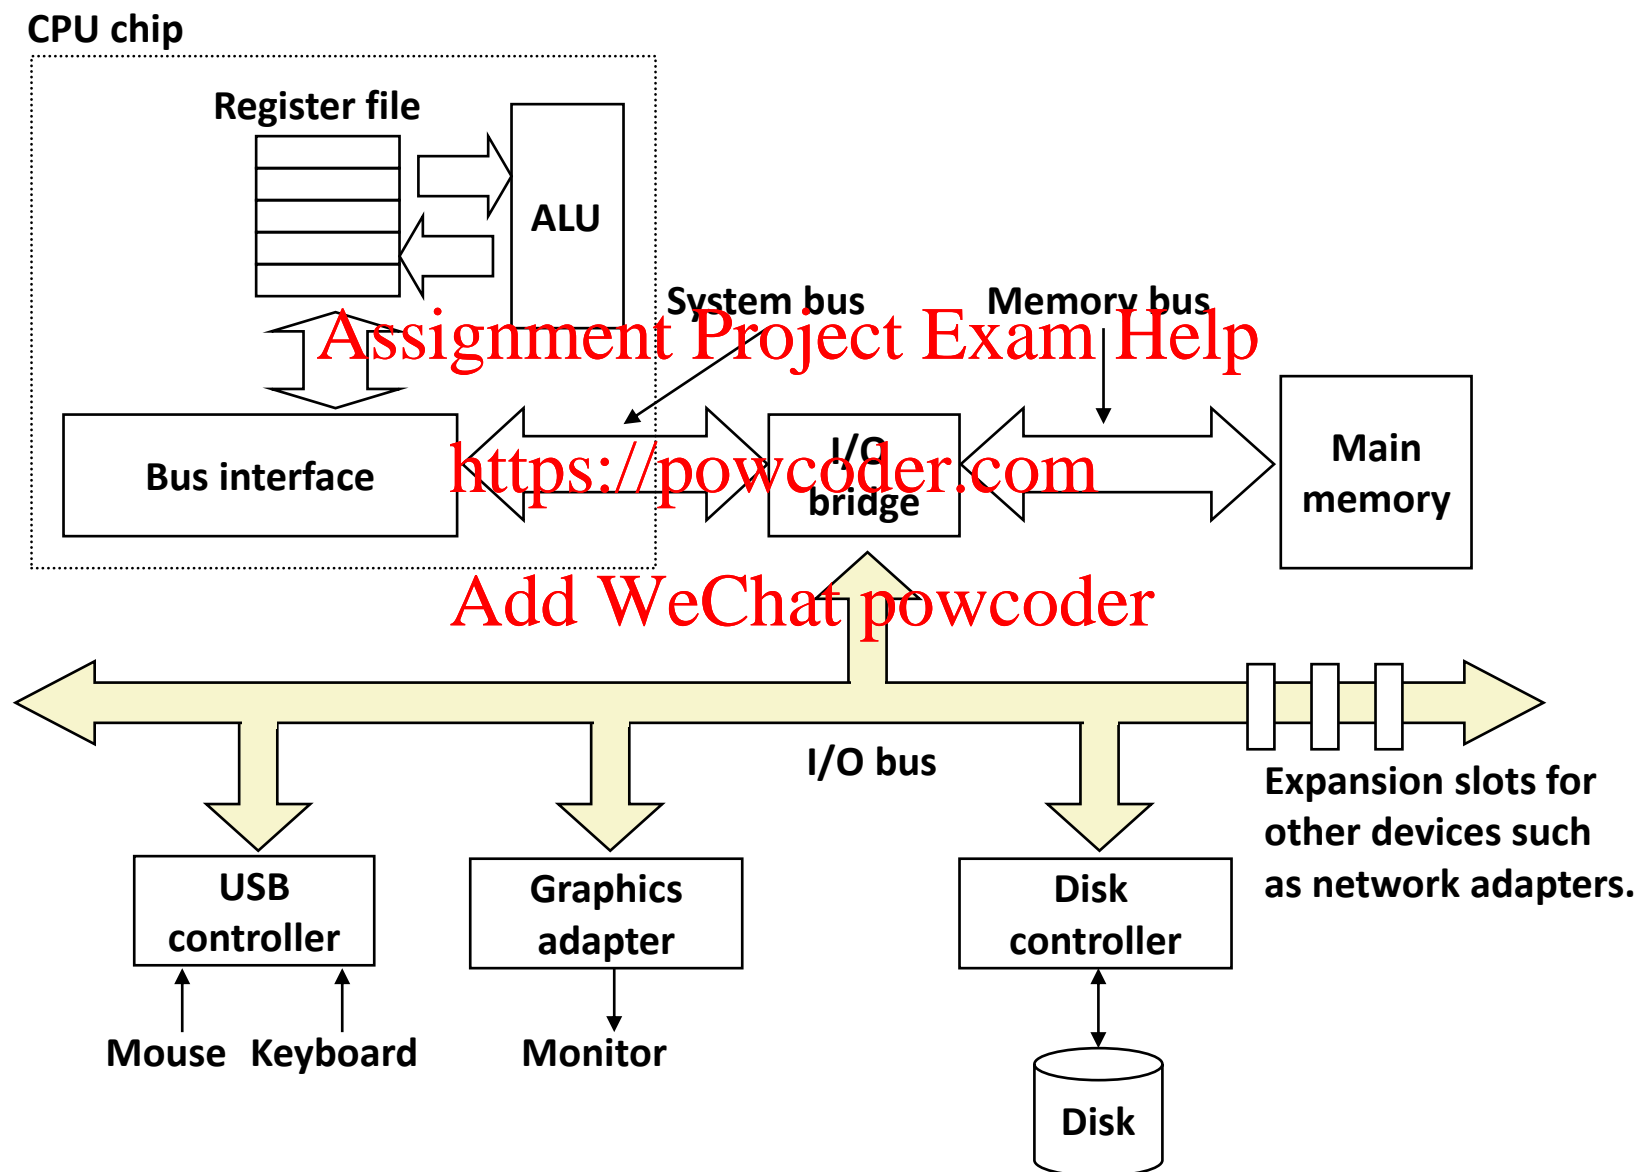 CPU chip
Register file
ALU
System bus
Memory bus
Assignment Project Exam Help
Bus interface
I/O
bridge
Main
memory
https://powcoder.com
Add WeChat powcoder
I/O bus
Expansion slots for
other devices such
as network adapters.
USB
controller
Graphics
adapter
Disk
controller
Mouse
Keyboard
Monitor
Disk